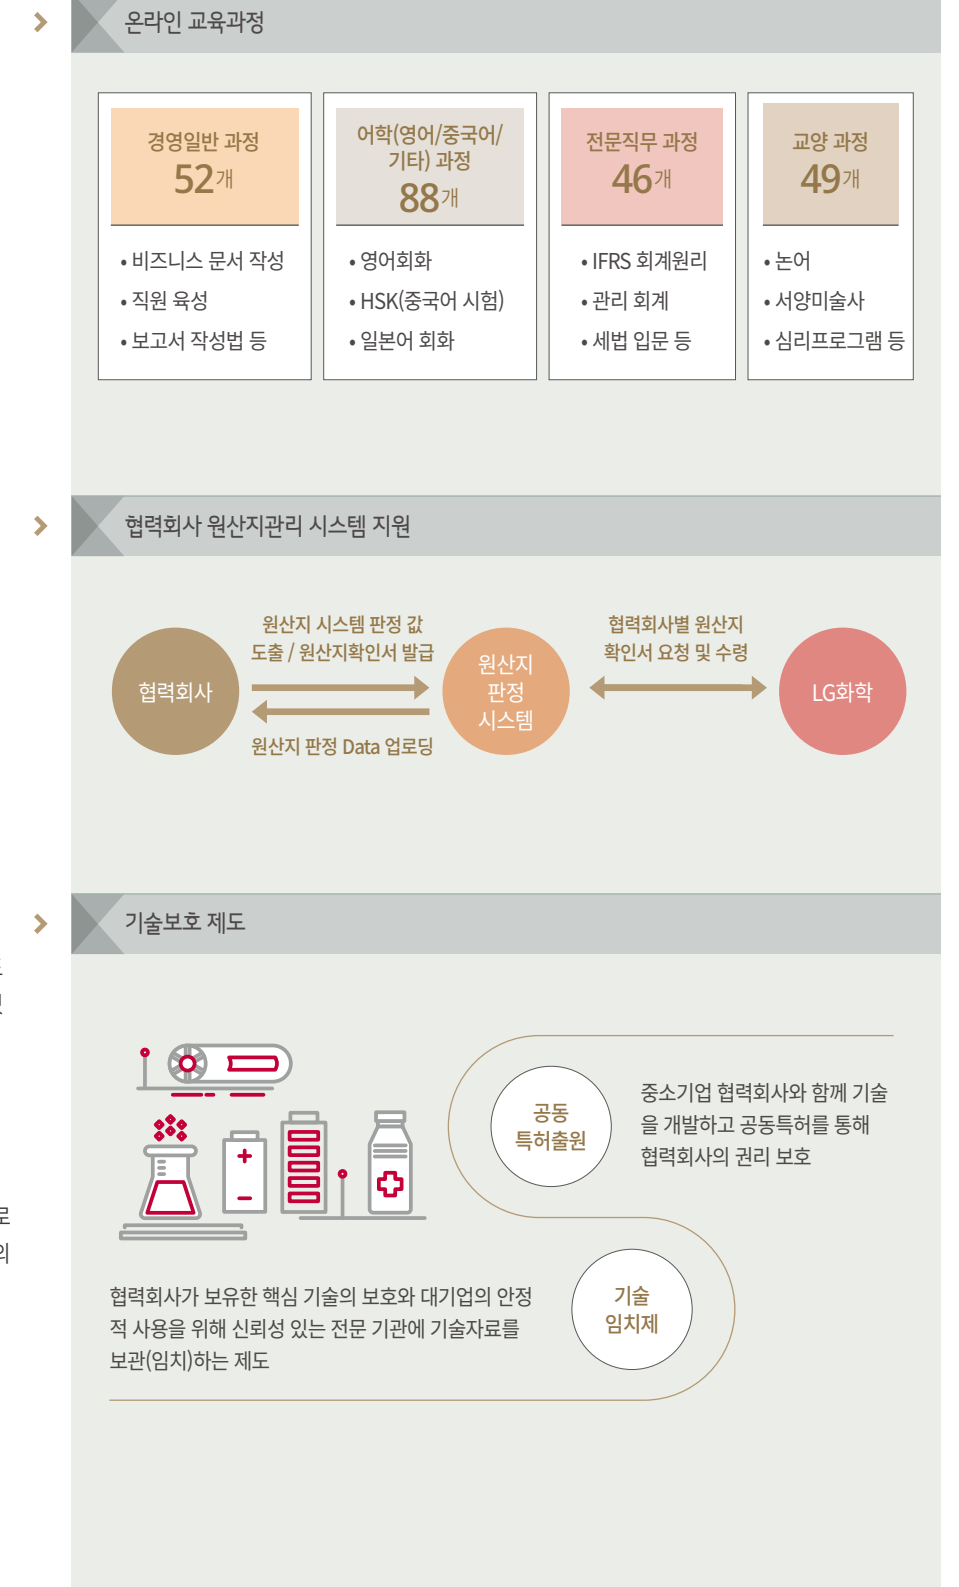 온라인 교육과정
경영일반 과정
52개
• 비즈니스 문서 작성
• 직원 육성
• 보고서 작성법 등
어학(영어/중국어/
기타) 과정
88개
• 영어회화
• HSK(중국어 시험)
• 일본어 회화
전문직무 과정
46개
• IFRS 회계원리
• 관리 회계
• 세법 입문 등
교양 과정
49개
• 논어
• 서양미술사
• 심리프로그램 등
협력회사 원산지관리 시스템 지원
협력회사
원산지 시스템 판정 값
도출 / 원산지확인서 발급
원산지 판정 Data 업로딩
원산지
판정
시스템
협력회사별 원산지
확인서 요청 및 수령
LG화학
기술보호 제도
공동
특허출원
중소기업 협력회사와 함께 기술
을 개발하고 공동특허를 통해
협력회사의 권리 보호
로
의
협력회사가 보유한 핵심 기술의 보호와 대기업의 안정
적 사용을 위해 신뢰성 있는 전문 기관에 기술자료를
보관(임치)하는 제도
기술
임치제